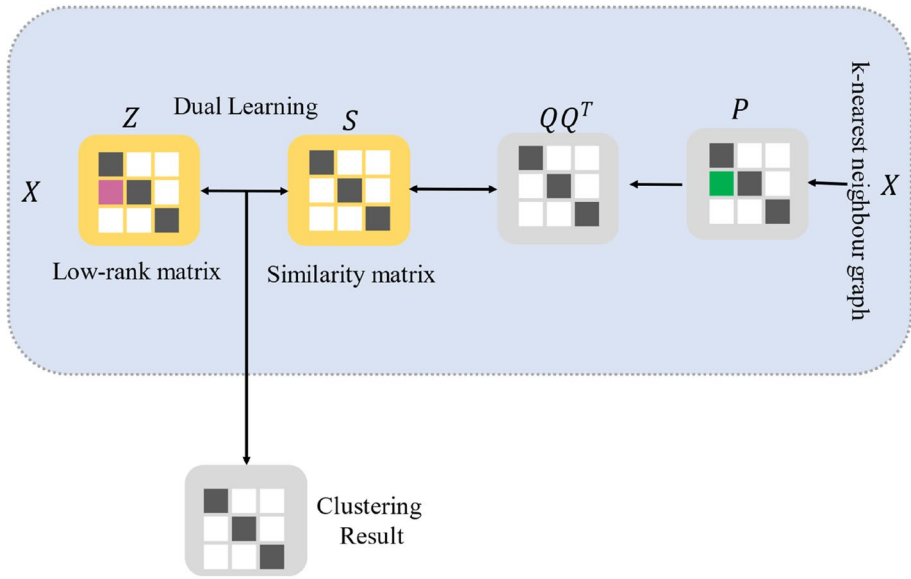 Dual Learning
Z
S
QQ^T
P
X
X
k-nearest neighbour graph
Low-rank matrix
Similarity matrix
Clustering
Result